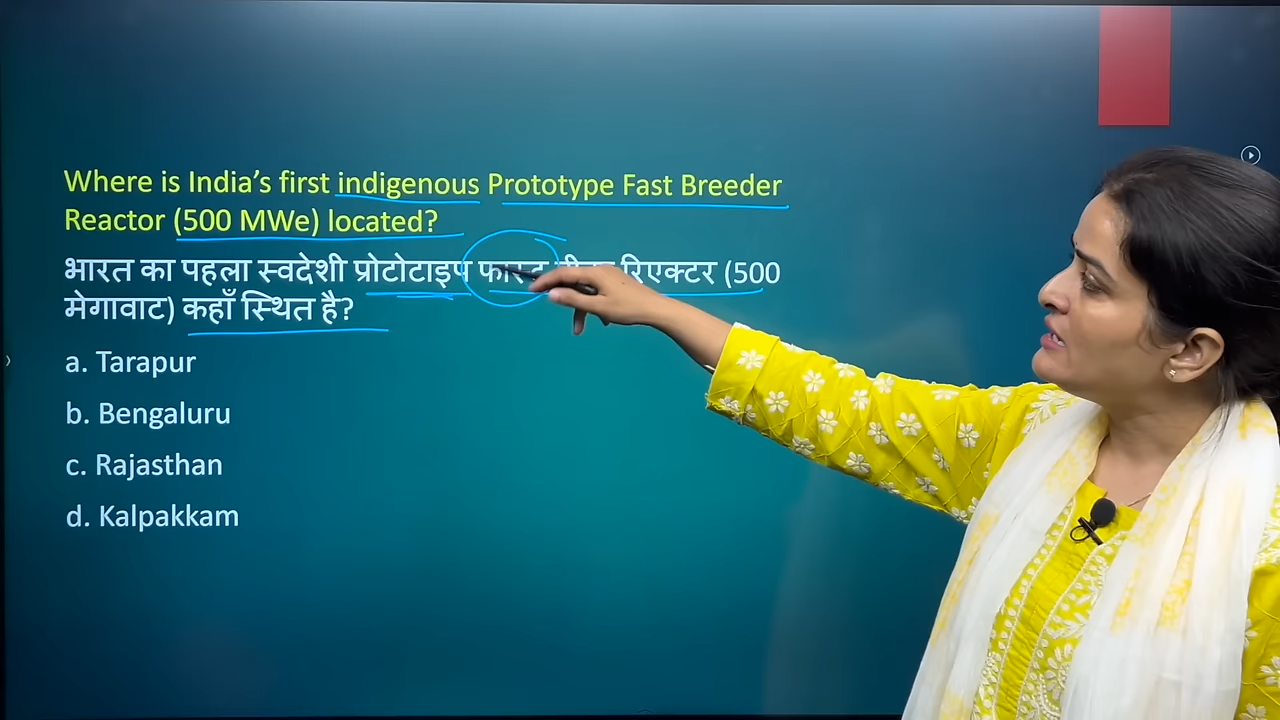 Where is India’s first indigenous Prototype Fast Breeder
Reactor (500 MWe) located?
भारत का पहला स्वदेशी प्रोटोटाइप फास्ट रिएक्टर (500
मेगावाट) कहाँ स्थित है?
a. Tarapur
b. Bengaluru
c. Rajasthan
d. Kalpakkam